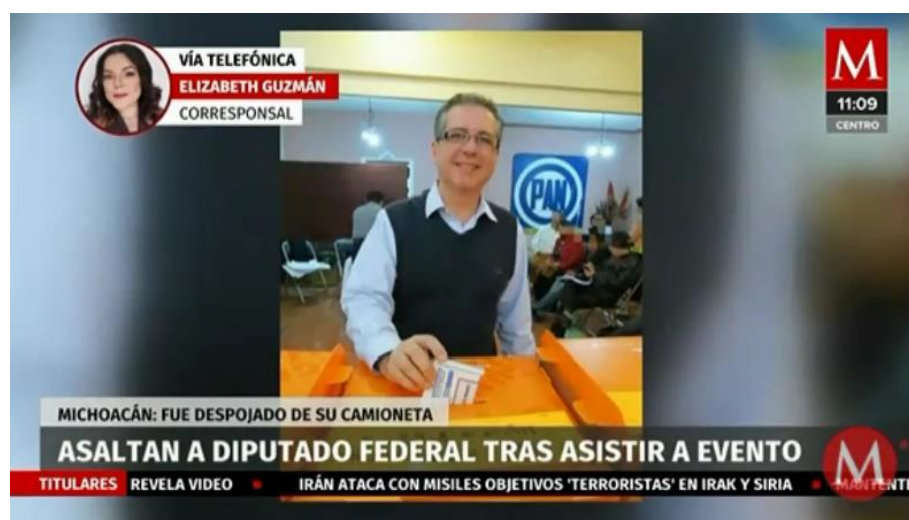 VÍA TELEFÓNICA
ELIZABETH GUZMÁN
CORRESPONSAL
M
11:09
CENTRO
PAN
MICHOACÁN: FUE DESPOJADO DE SU CAMIONETA
ASALTAN A DIPUTADO FEDERAL TRAS ASISTIR A EVENTO
M
TITULARES REVELA VIDEO IRÁN ATACA CON MISILES OBJETIVOS 'TERRORISTAS' EN IRAK Y SIRIA